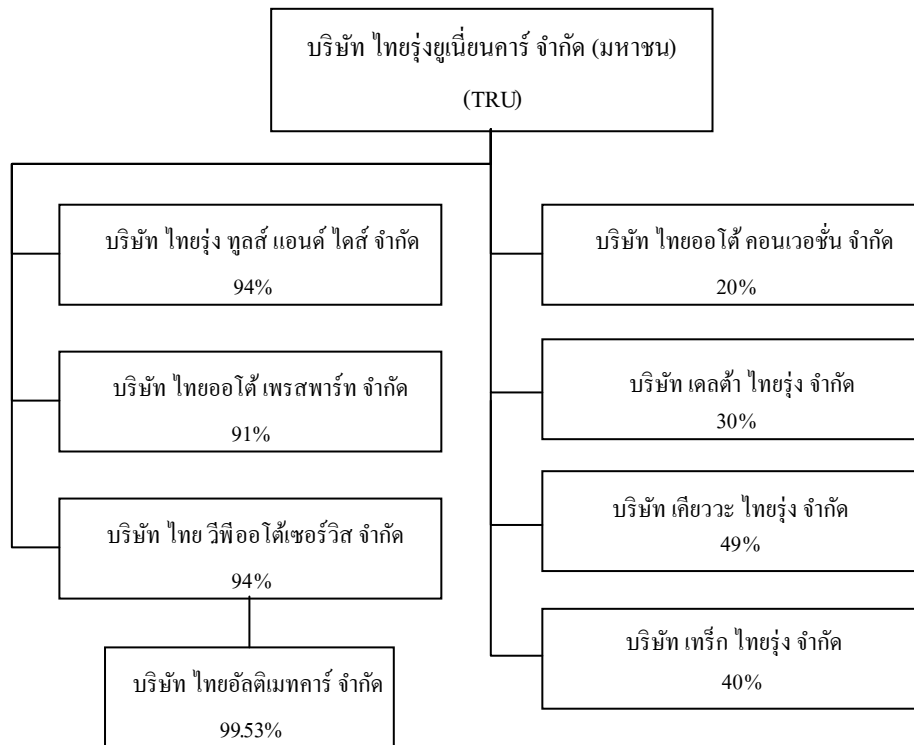 บริษัท ไทยรุ่งยูเนี่ยนคาร์ จำกัด (มหาชน)
(TRU)
บริษัท ไทยรุ่ง ทูลส์ แอนด์ ไดส์ จำกัด
94%
บริษัท ไทยออโต้ เพรสพาร์ท จำกัด
91%
บริษัท ไทย วีพีออโต้เซอร์วิส จำกัด
94%
บริษัท ไทยอัลติเมทคาร์ จำกัด
99.53%
บริษัท ไทยออโต้ คอนเวอชั่น จำกัด
20%
บริษัท เดลต้า ไทยรุ่ง จำกัด
30%
บริษัท เคียววะ ไทยรุ่ง จำกัด
49%
บริษัท เทร็ก ไทยรุ่ง จำกัด
40%